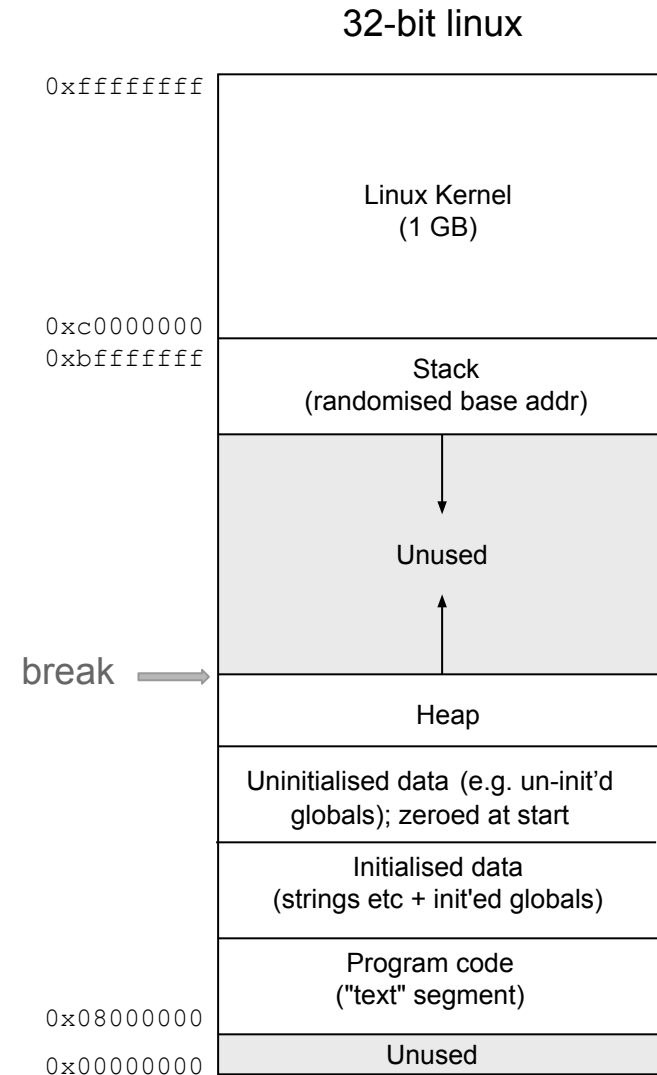 32-bit linux
0xffffffff
Linux Kernel
(1 GB)
0xc0000000
0xbfffffff
Stack
(randomised base addr)
Unused
break
Heap
Uninitialised data (e.g. un-init’d
globals); zeroed at start
Initialised data
(strings etc + init'ed globals)
Program code
("text" segment)
0x08000000
Unused
0x00000000